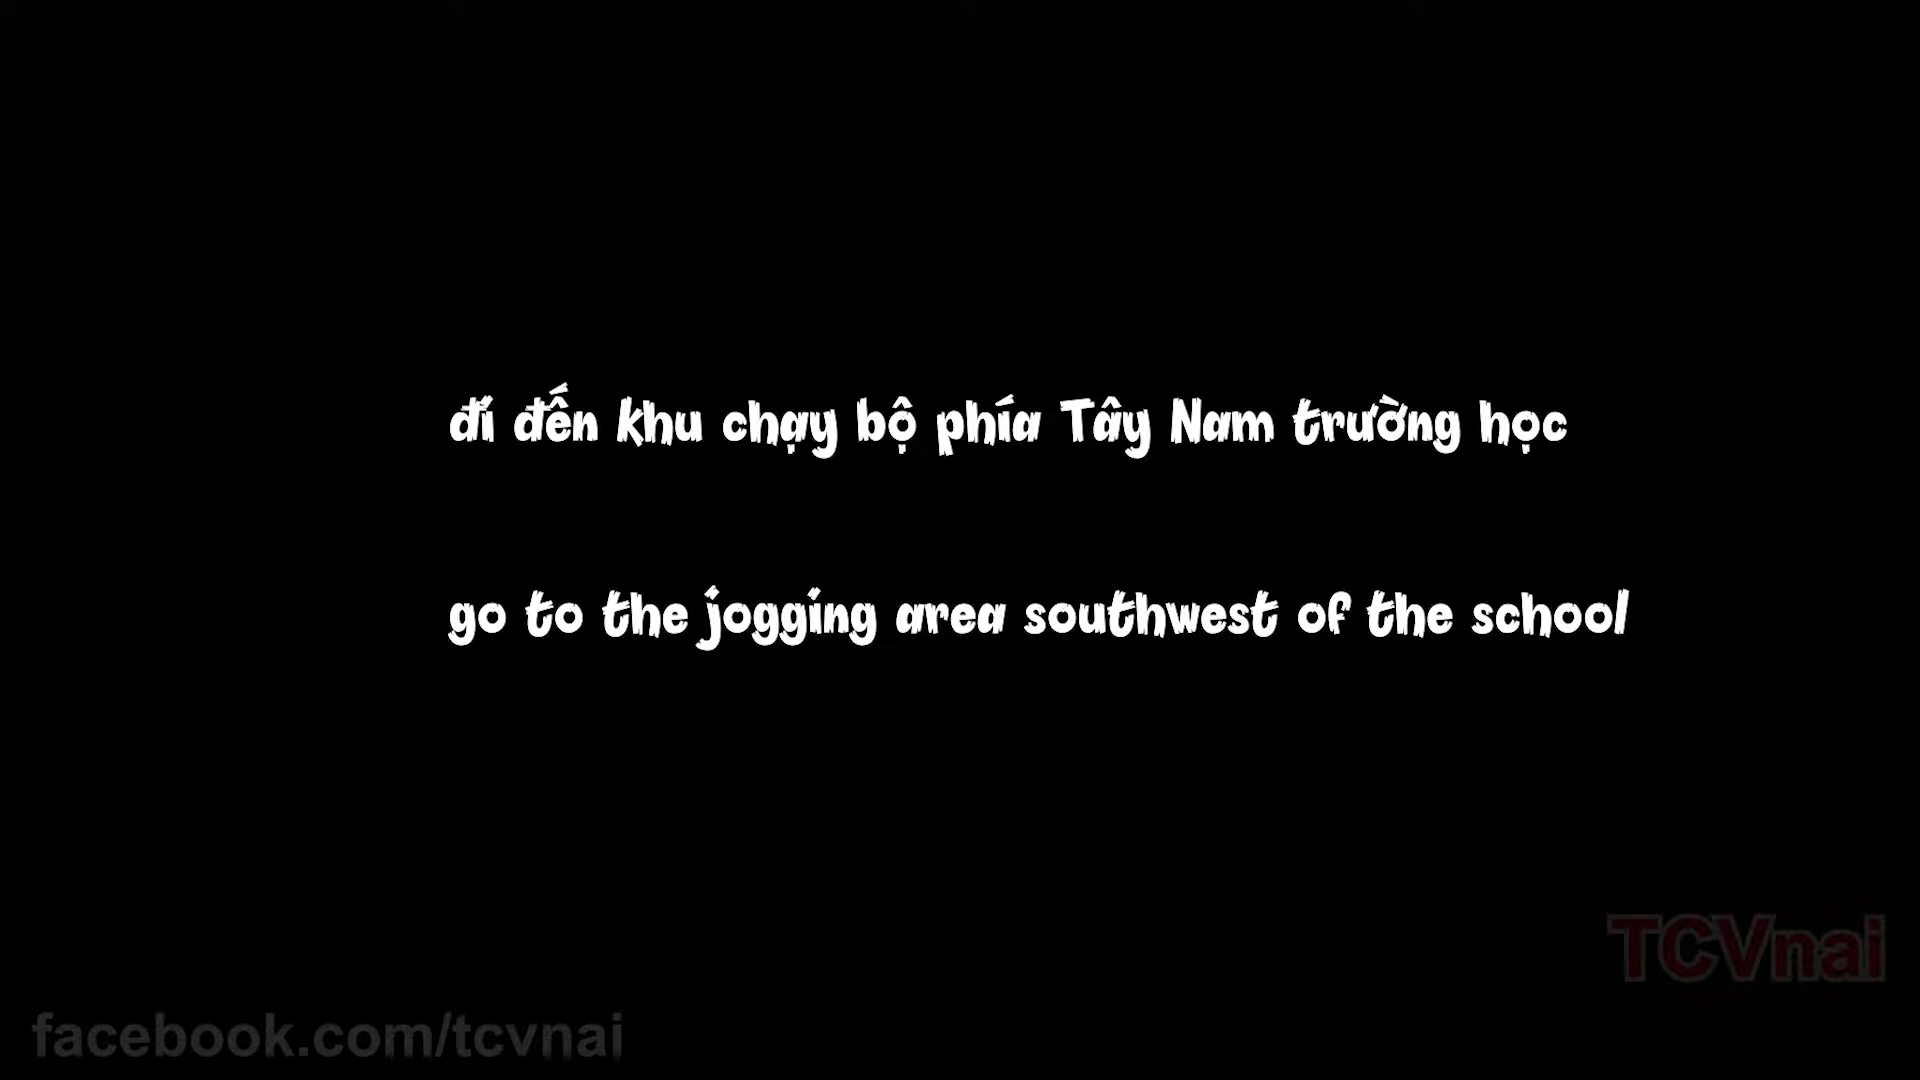 đi đến khu chạy bộ phía Tây Nam trường học
go to the jogging area southwest of the school
TCVnai
facebook.com/tcvnai